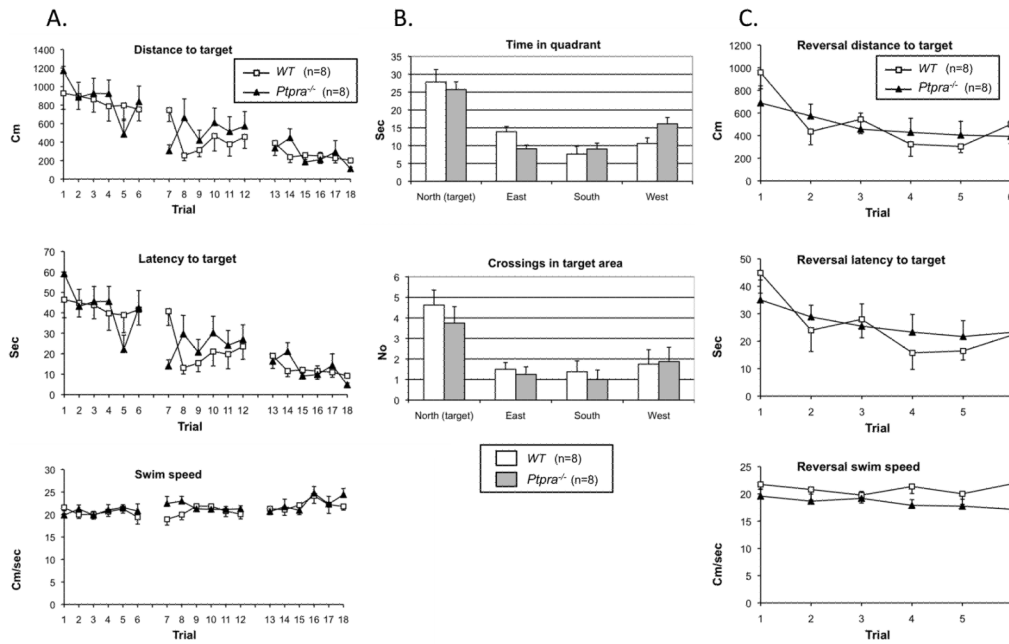 A.
Distance to target
1400
1200
1000
800
600
400
200
0
Cm
WT (n=8)
Ptpra-/- (n=8)
1 2 3 4 5 6 7 8 9 10 11 12 13 14 15 16 17 18
Trial
Latency to target
70
60
50
40
30
20
10
0
Sec
1 2 3 4 5 6 7 8 9 10 11 12 13 14 15 16 17 18
Trial
Swim speed
30
25
20
15
10
5
0
Cm/sec
1 2 3 4 5 6 7 8 9 10 11 12 13 14 15 16 17 18
Trial
B.
Time in quadrant
35
30
25
20
15
10
5
0
Sec
North (target) East South West
Crossings in target area
6
5
4
3
2
1
0
No
North (target) East South West
WT (n=8)
Ptpra-/- (n=8)
C.
Reversal distance to target
1200
1000
800
600
400
200
0
Cm
WT (n=8)
Ptpra-/- (n=8)
1 2 3 4 5
Trial
Reversal latency to target
50
40
30
20
10
0
Sec
1 2 3 4 5
Trial
Reversal swim speed
25
20
15
10
5
0
Cm/sec
1 2 3 4 5
Trial